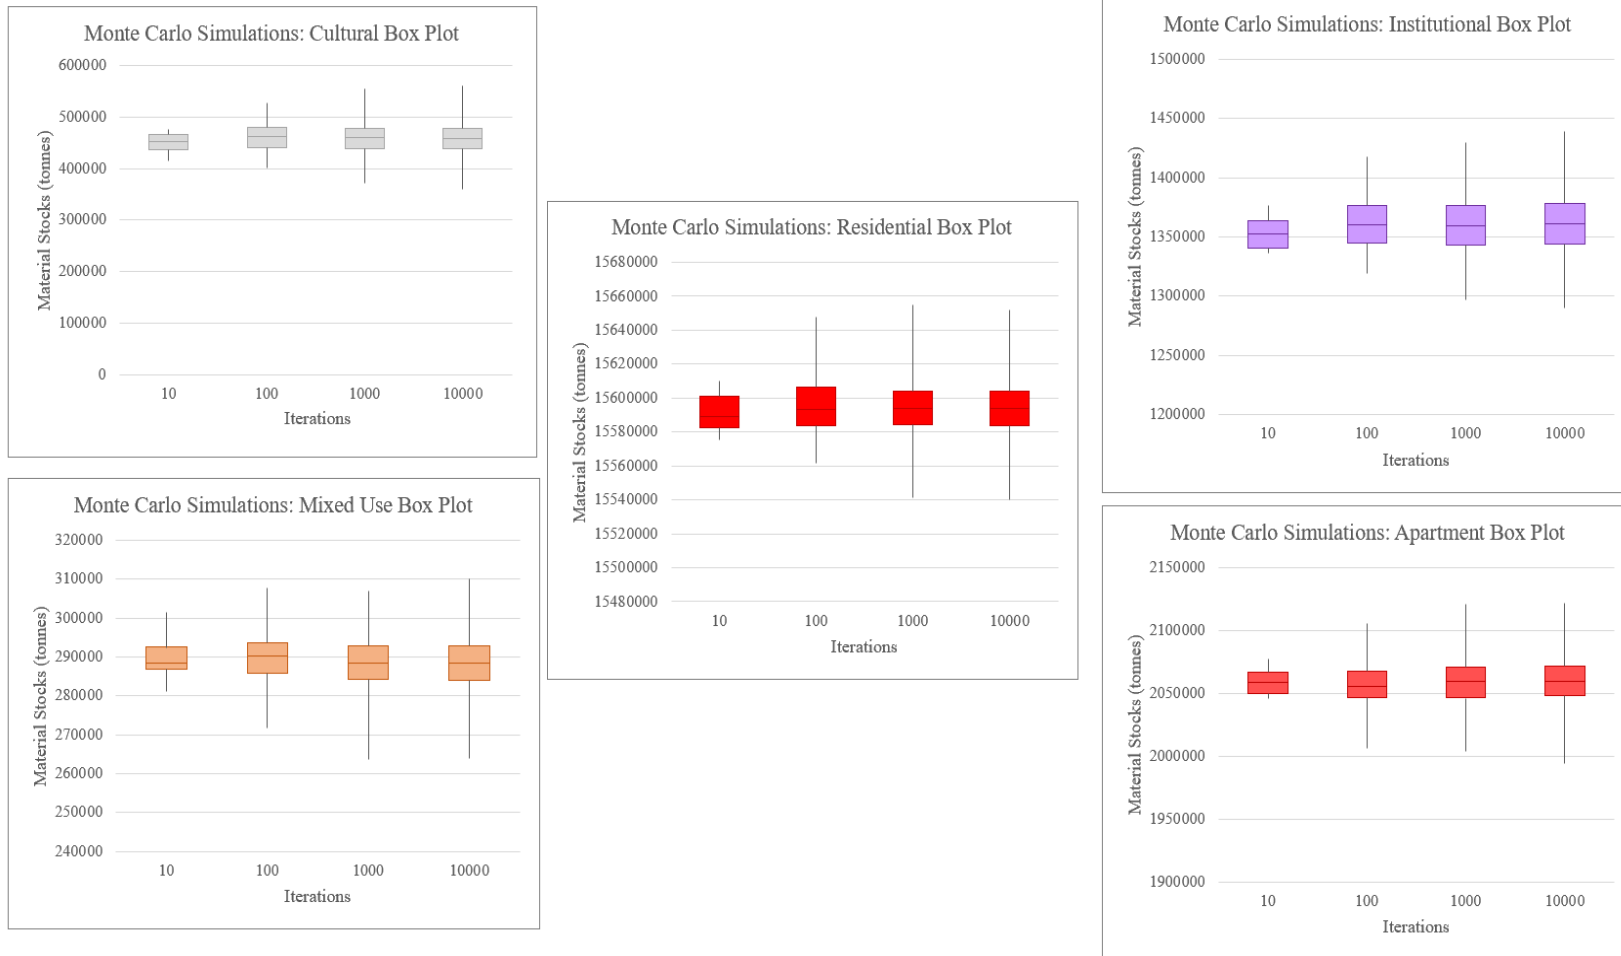 Monte Carlo Simulations: Cultural Box Plot
600000
500000
400000
300000
200000
100000
0
Material Stocks (tonnes)
10 100 1000 10000
Iterations
Monte Carlo Simulations: Mixed Use Box Plot
320000
310000
300000
290000
280000
270000
260000
250000
240000
Material Stocks (tonnes)
10 100 1000 10000
Iterations
Monte Carlo Simulations: Residential Box Plot
15680000
15660000
15640000
15620000
15600000
15580000
15560000
15540000
15520000
15500000
15480000
Material Stocks (tonnes)
10 100 1000 10000
Iterations
Monte Carlo Simulations: Institutional Box Plot
1500000
1450000
1400000
1350000
1300000
1250000
1200000
Material Stocks (tonnes)
10 100 1000 10000
Iterations
Monte Carlo Simulations: Apartment Box Plot
2150000
2100000
2050000
2000000
1950000
1900000
Material Stocks (tonnes)
10 100 1000 10000
Iterations